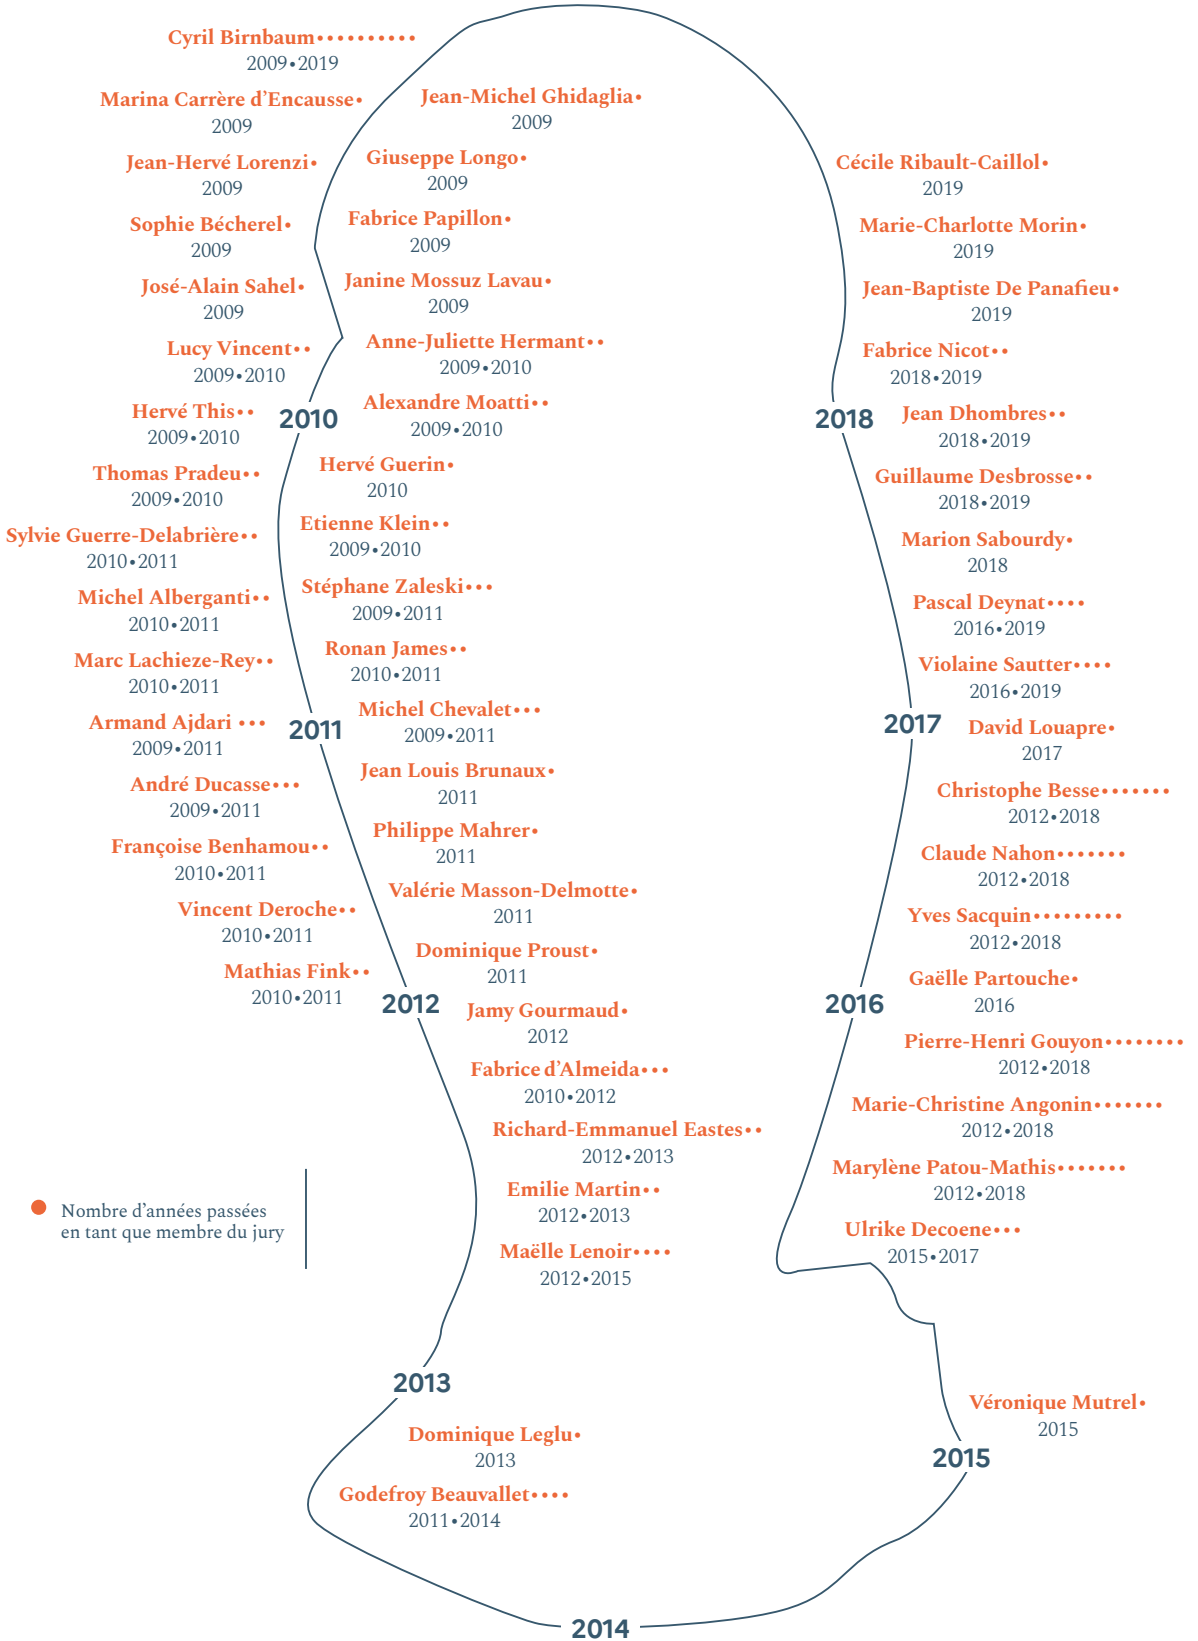 Cyril Birnbaum••••••••••
2009•2019
Marina Carrère d'Encausse•
2009
Jean-Hervé Lorenzi•
2009
Sophie Bécherel•
2009
José-Alain Sahel•
2009
Lucy Vincent••
2009•2010
Hervé This••
2009•2010
Thomas Pradeu••
2009•2010
Sylvie Guerre-Delabrière••
2010•2011
Michel Alberganti••
2010•2011
Marc Lachieze-Rey••
2010•2011
Armand Ajdari •••
2009•2011
André Ducasse•••
2009•2011
Françoise Benhamou••
2010•2011
Vincent Deroche••
2010•2011
Mathias Fink••
2010•2011
2010
2011
2012
2013
Jean-Michel Ghidaglia•
2009
Giuseppe Longo•
2009
Fabrice Papillon•
2009
Janine Mossuz Lavau•
2009
Anne-Juliette Hermant••
2009•2010
Alexandre Moatti••
2009•2010
Hervé Guerin•
2010
Etienne Klein••
2009•2010
Stéphane Zaleski•••
2009•2011
Ronan James••
2010•2011
Michel Chevalet•••
2009•2011
Jean Louis Brunaux•
2011
Philippe Mahrer•
2011
Valérie Masson-Delmotte•
2011
Dominique Proust•
2011
Jamy Gourmaud•
2012
Fabrice d'Almeida•••
2010•2012
Richard-Emmanuel Eastes••
2012•2013
Emilie Martin••
2012•2013
Maëlle Lenoir••••
2012•2015
Dominique Leglu•
2013
Godefroy Beauvallet••••
2011•2014
2014
Cécile Ribault-Caillol•
2019
Marie-Charlotte Morin•
2019
Jean-Baptiste De Panafieu•
2019
Fabrice Nicot••
2018•2019
2018
Jean Dhombres••
2018•2019
Guillaume Desbrosse••
2018•2019
Marion Sabourdy•
2018
Pascal Deynat••••
2016•2019
Violaine Sautter••••
2016•2019
2017
David Louapre•
2017
Christophe Besse•••••••
2012•2018
Claude Nahon•••••••
2012•2018
Yves Sacquin•••••••••
2012•2018
Gaëlle Partouche•
2016
2016
Pierre-Henri Gouyon••••••••
2012•2018
Marie-Christine Angonin•••••••
2012•2018
Marylène Patou-Mathis•••••••
2012•2018
Ulrike Decoene•••
2015•2017
Véronique Mutrel•
2015
2015
Nombre d'années passées
en tant que membre du jury